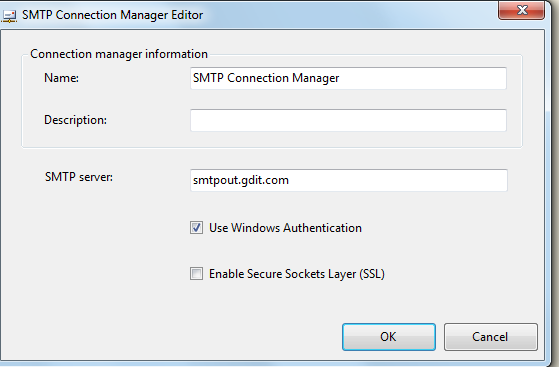 SMTP Connection Manager Editor
Connection manager information
Name: SMTP Connection Manager
Description:
SMTP server: smtpout.gdit.com
Use Windows Authentication
Enable Secure Sockets Layer (SSL)
OK Cancel